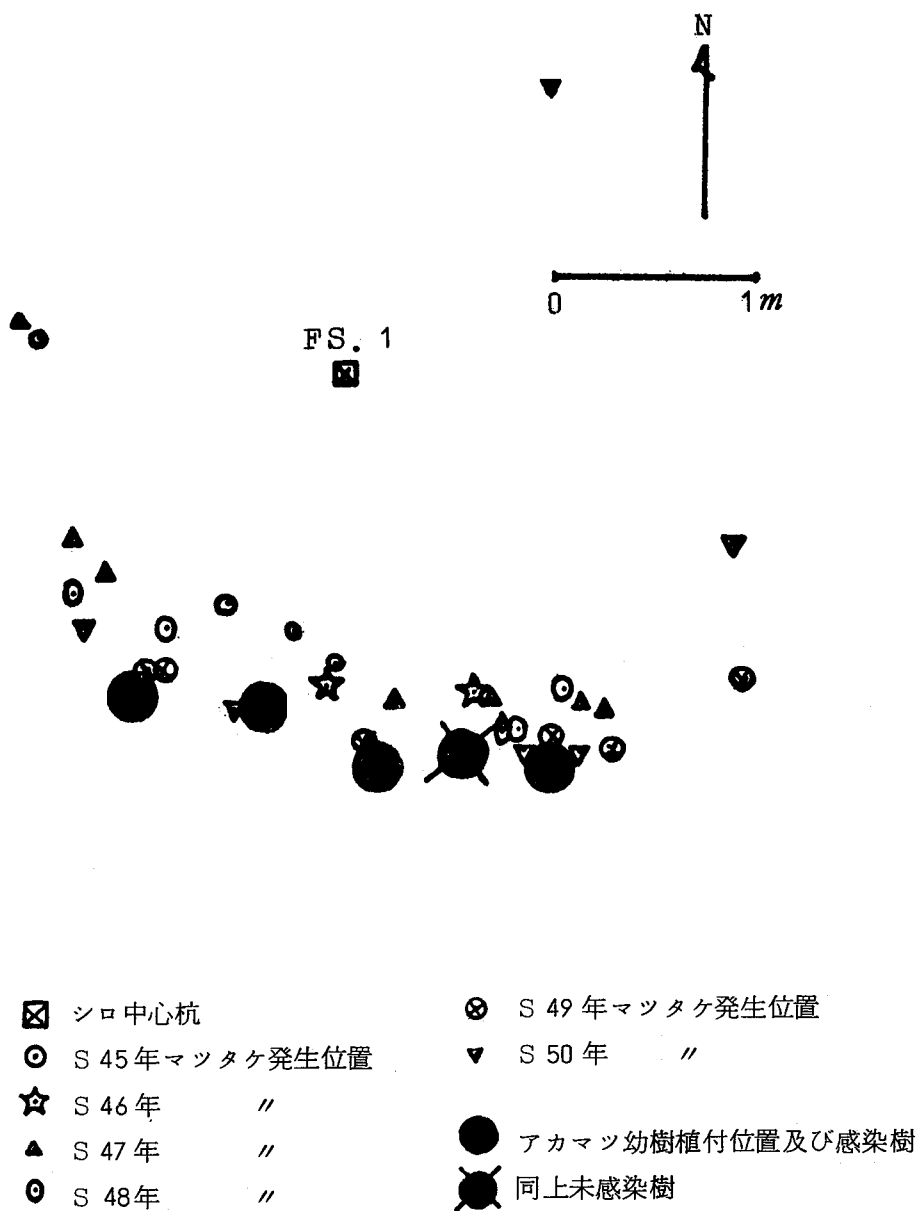 N
0 1m
FS. 1
シロ中心杭
S 45年マツタケ発生位置
S 46年 〃
S 47年 〃
S 48年 〃
S 49年マツタケ発生位置
S 50年 〃
アカマツ幼樹植付位置及び感染樹
同上未感染樹